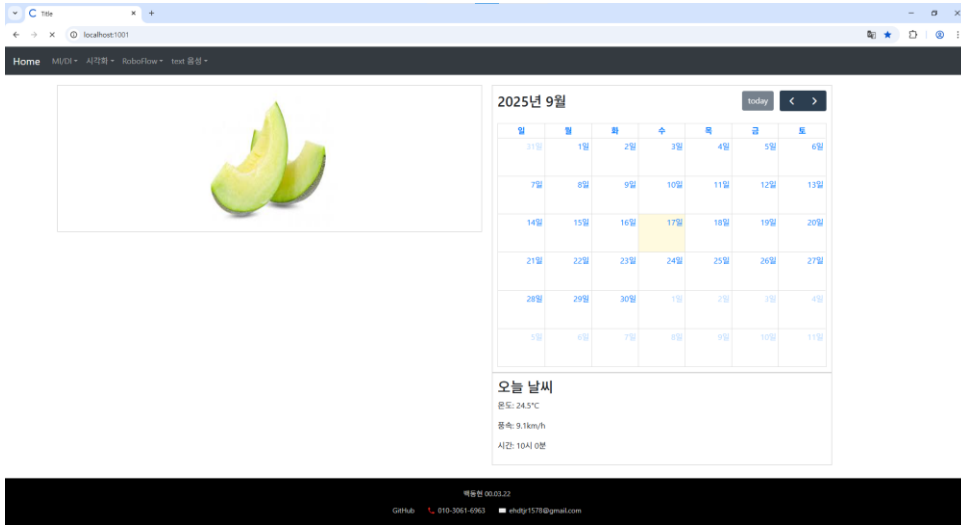 Title
localhost:1001
Home MI/DI 시각화 RoboFlow text 음성
2025년 9월
today
일 월 화 수 목 금 토
31일 1일 2일 3일 4일 5일 6일
7일 8일 9일 10일 11일 12일 13일
14일 15일 16일 17일 18일 19일 20일
21일 22일 23일 24일 25일 26일 27일
28일 29일 30일 1일 2일 3일 4일
5일 6일 7일 8일 9일 10일 11일
오늘 날씨
온도: 24.5°C
풍속: 9.1km/h
시간: 10시 0분
백동현 00.03.22
GitHub 010-3061-6963 ehdtjr1578@gmail.com